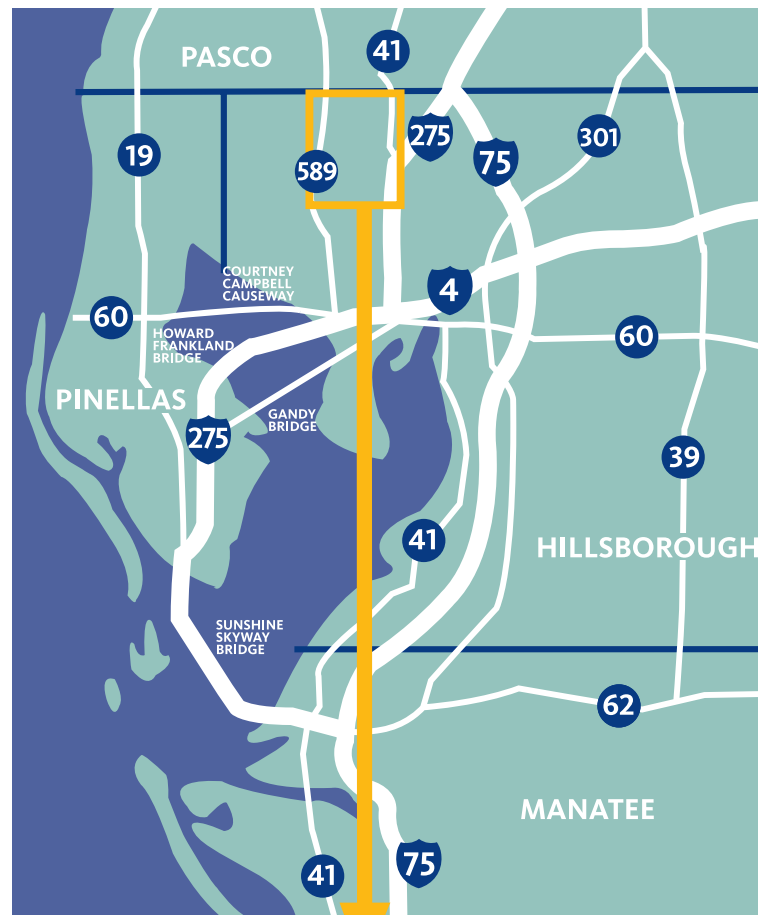 PASCO
41
19
275
75
301
589
COURTNEY
CAMPBELL
CAUSEWAY
4
60
HOWARD
FRANKLAND
BRIDGE
60
PINELLAS
GANDY
BRIDGE
275
39
41
HILLSBOROUGH
SUNSHINE
SKYWAY
BRIDGE
62
MANATEE
75
41